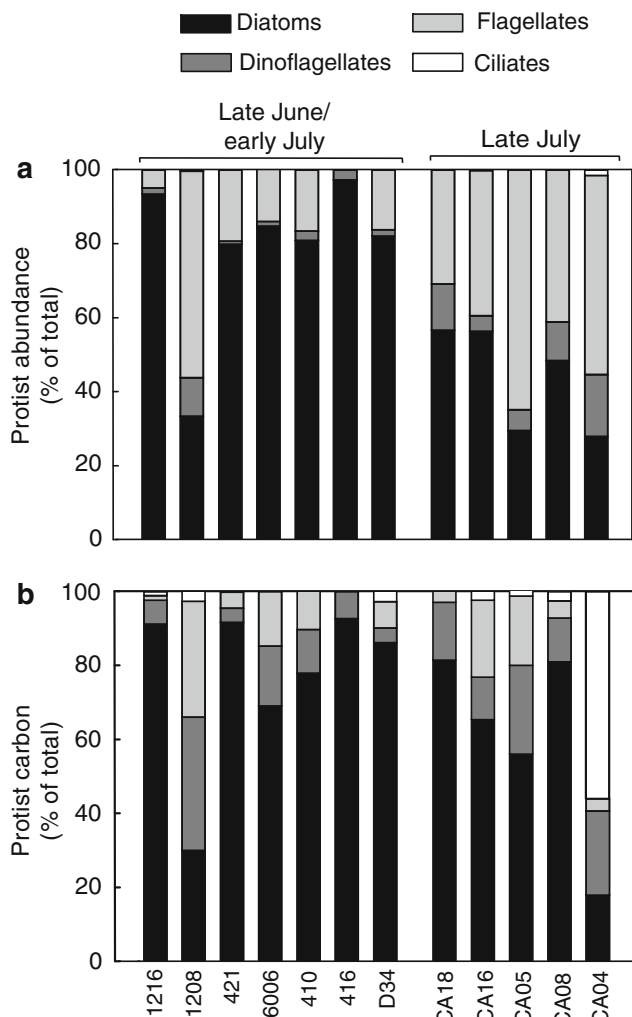 Diatoms Flagellates
Dinoflagellates Ciliates
Late June/
early July
Late July
a
100
80
60
40
20
0
Protist abundance
(% of total)
b
100
80
60
40
20
0
Protist carbon
(% of total)
1216 1208 421 6006 410 416 D34 CA18 CA16 CA05 CA08 CA04